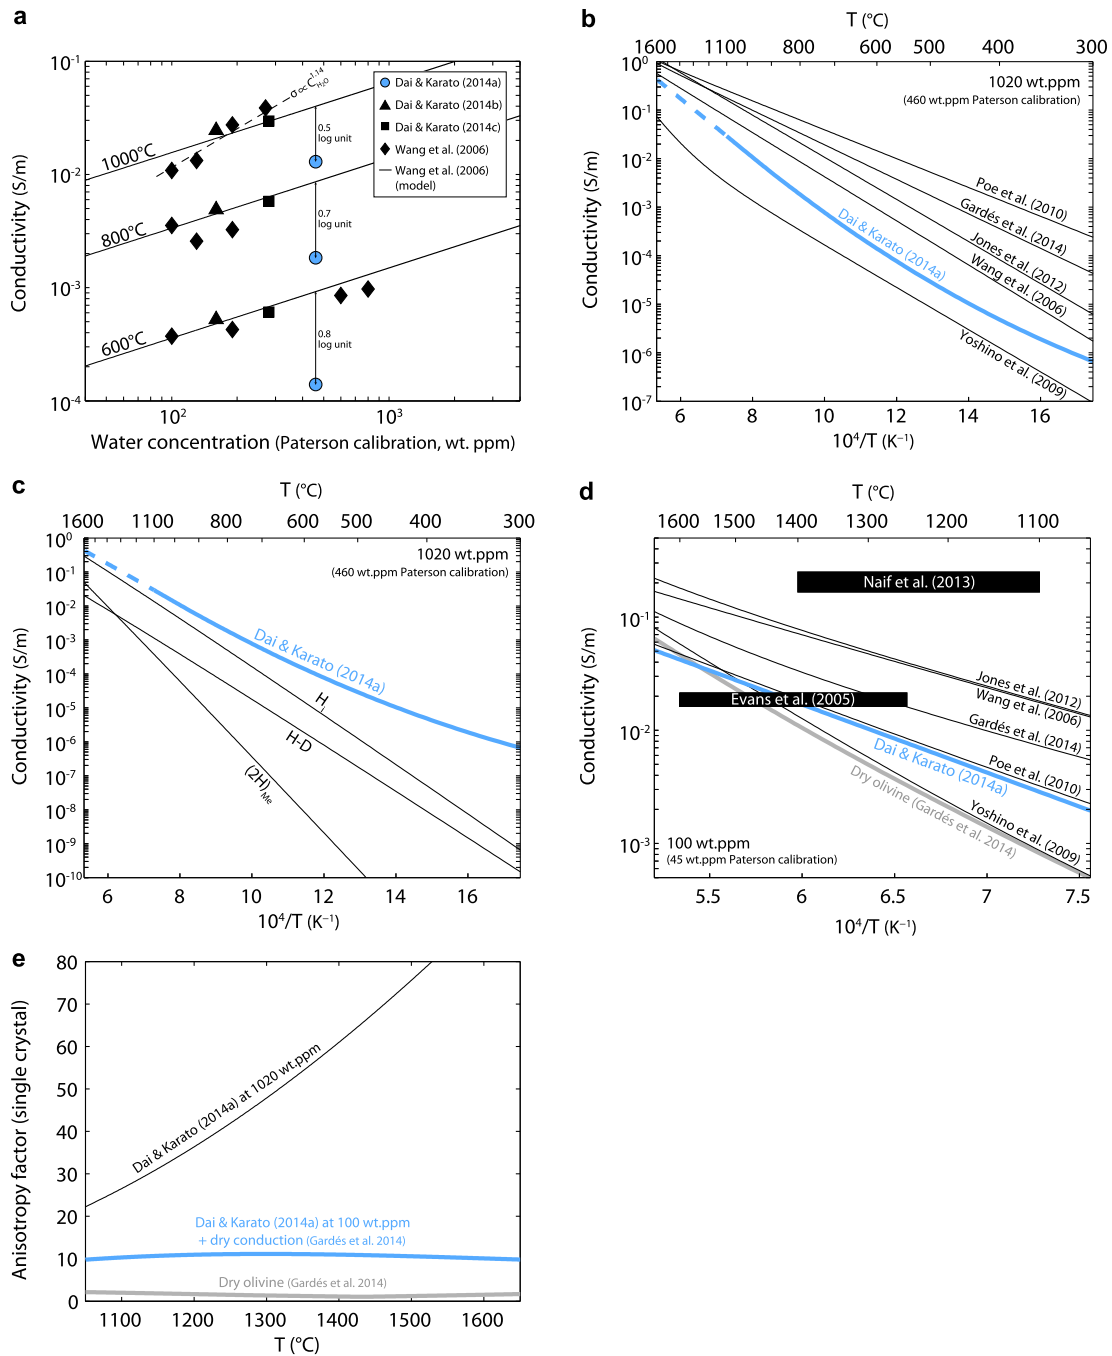 a
Conductivity (S/m)
10⁻¹
10⁻²
10⁻³
10⁻⁴
10²
10³
Water concentration (Paterson calibration, wt. ppm)
1000°C
800°C
600°C
σ∝C_H₂O^1.14
0.5
log unit
0.7
log unit
0.8
log unit
Dai & Karato (2014a)
Dai & Karato (2014b)
Dai & Karato (2014c)
Wang et al. (2006)
Wang et al. (2006)
(model)
b
T (°C)
1600 1100 900 700 600 500 400 300
Conductivity (S/m)
10⁰
10⁻¹
10⁻²
10⁻³
10⁻⁴
10⁻⁵
10⁻⁶
10⁻⁷
1020 wt.ppm
(460 wt.ppm Paterson calibration)
Poe et al. (2010)
Gardés et al. (2014)
Jones et al. (2012)
Wang et al. (2006)
Dai & Karato (2014a)
Yoshino et al. (2009)
6 8 10 12 14 16
10⁴/T (K⁻¹)
c
T (°C)
1600 1100 900 700 600 500 400 300
Conductivity (S/m)
10⁰
10⁻¹
10⁻²
10⁻³
10⁻⁴
10⁻⁵
10⁻⁶
10⁻⁷
10⁻⁸
10⁻⁹
10⁻¹⁰
1020 wt.ppm
(460 wt.ppm Paterson calibration)
Dai & Karato (2014a)
H
H-D
(2H)Me
6 8 10 12 14 16
10⁴/T (K⁻¹)
d
T (°C)
1600 1500 1400 1300 1200 1100
Conductivity (S/m)
10⁻¹
10⁻²
10⁻³
Naif et al. (2013)
Evans et al. (2005)
Jones et al. (2012)
Wang et al. (2006)
Gardés et al. (2014)
Poe et al. (2010)
Dai & Karato (2014a)
Dry olivine (Gardés et al. 2014)
Yoshino et al. (2009)
100 wt.ppm
(45 wt.ppm Paterson calibration)
5.5 6 6.5 7 7.5
10⁴/T (K⁻¹)
e
Anisotropy factor (single crystal)
80
70
60
50
40
30
20
10
0
Dai & Karato (2014a) at 1020 wt.ppm
Dai & Karato (2014a) at 100 wt.ppm
+ dry conduction (Gardés et al. 2014)
Dry olivine (Gardés et al. 2014)
1100 1200 1300 1400 1500 1600
T (°C)